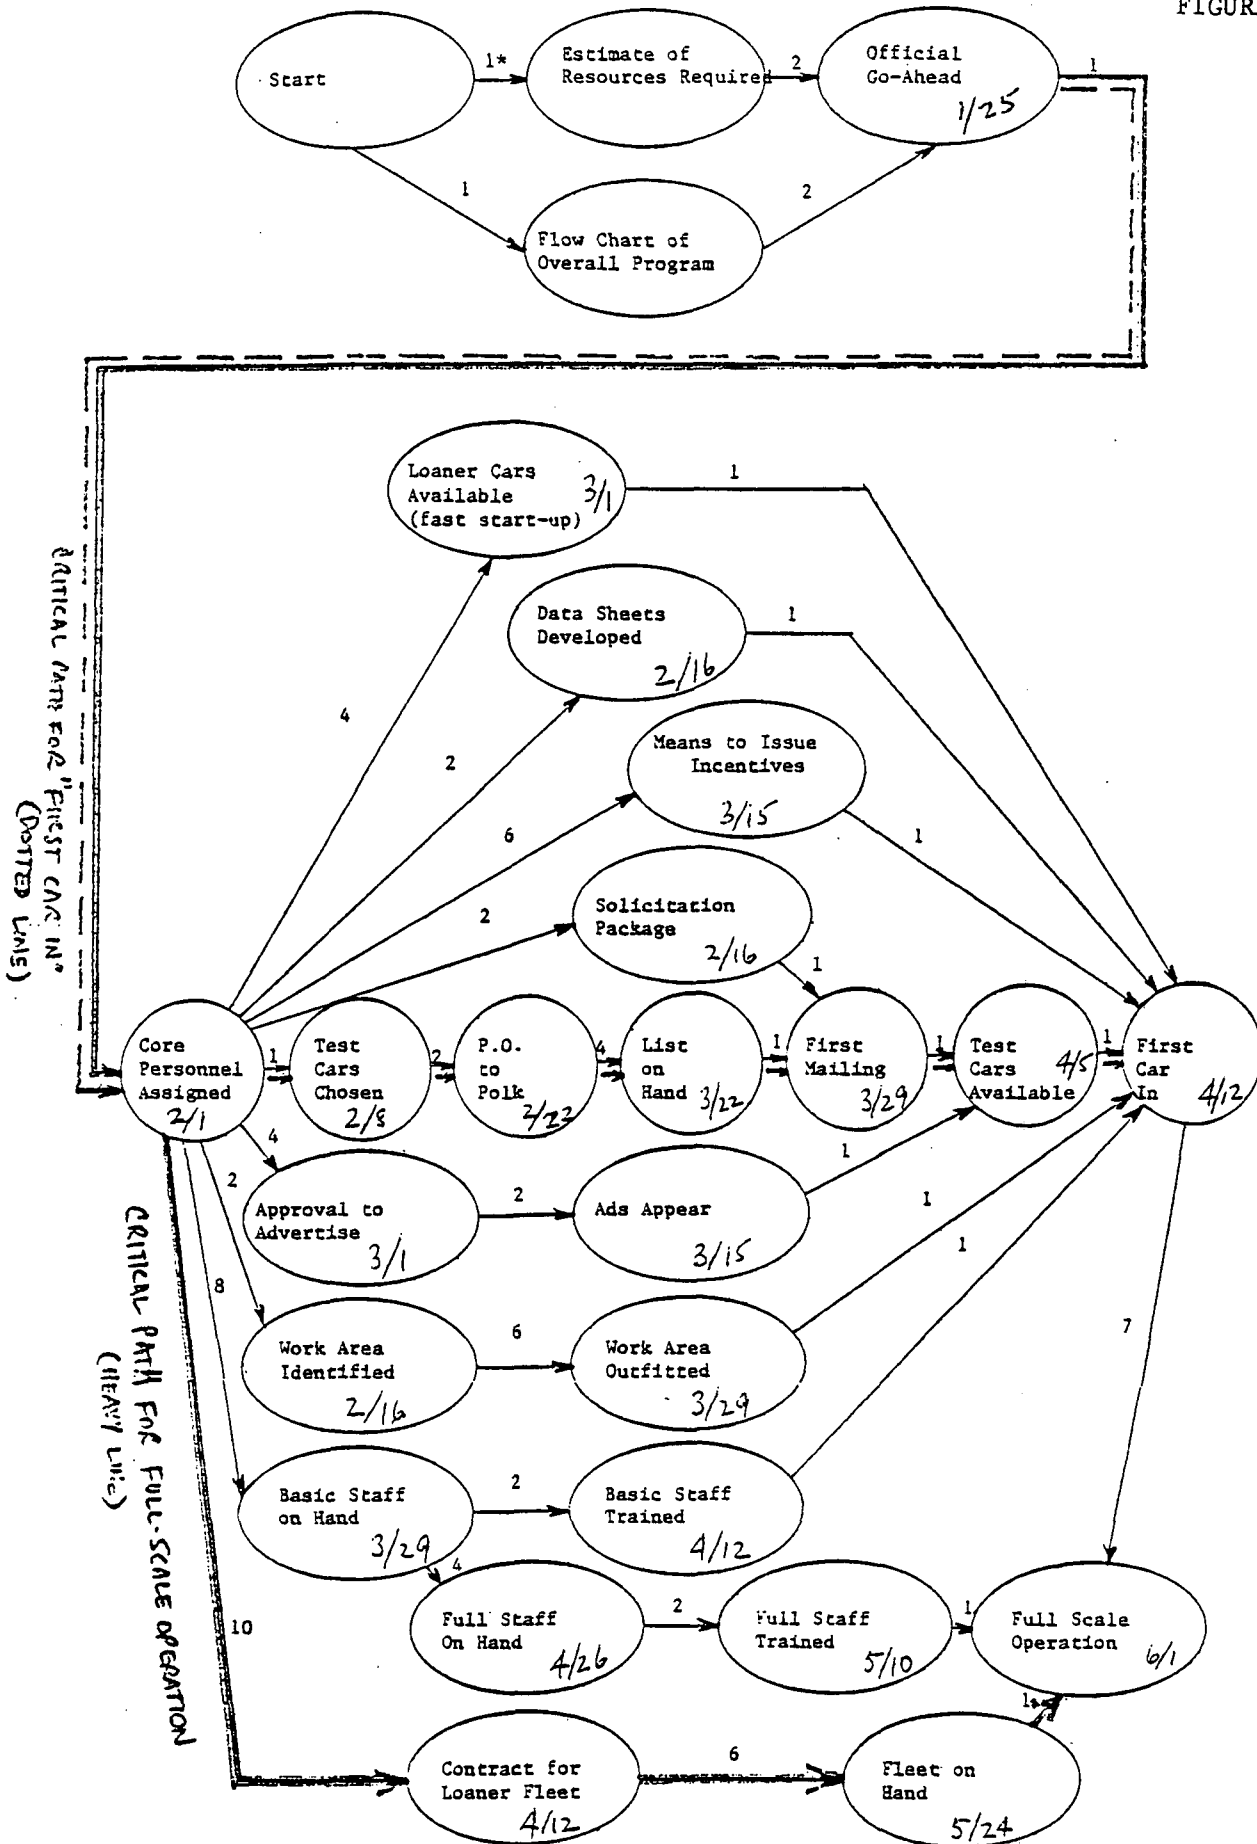 FIGUR
Start
1*
Estimate of
Resources Required
2
Official
Go-Ahead
1/25
1
1
Flow Chart of
Overall Program
2
Loaner Cars
Available
(fast start-up)
3/1
1
Data Sheets
Developed
2/16
1
4
2
Means to Issue
Incentives
3/15
1
6
Solicitation
Package
2/16
2
1
CRITICAL PATH FOR "FIRST CAR IN"
(DOTTED LINE)
Core
Personnel
Assigned
2/1
1
Test
Cars
Chosen
2/8
2
P.O.
to
Polk
2/22
4
List
on
Hand
3/22
1
First
Mailing
3/29
1
Test
Cars
Available
4/5
1
First
Car
In
4/12
4
Approval to
Advertise
3/1
2
Ads Appear
3/15
1
2
Work Area
Identified
2/16
6
Work Area
Outfitted
3/29
1
8
Basic Staff
on Hand
3/29
2
Basic Staff
Trained
4/12
1
7
4
Full Staff
On Hand
4/26
2
Full Staff
Trained
5/10
1
Full Scale
Operation
6/1
CRITICAL PATH FOR FULL-SCALE OPERATION
(HEAVY LINE)
10
Contract for
Loaner Fleet
4/12
6
Fleet on
Hand
5/24